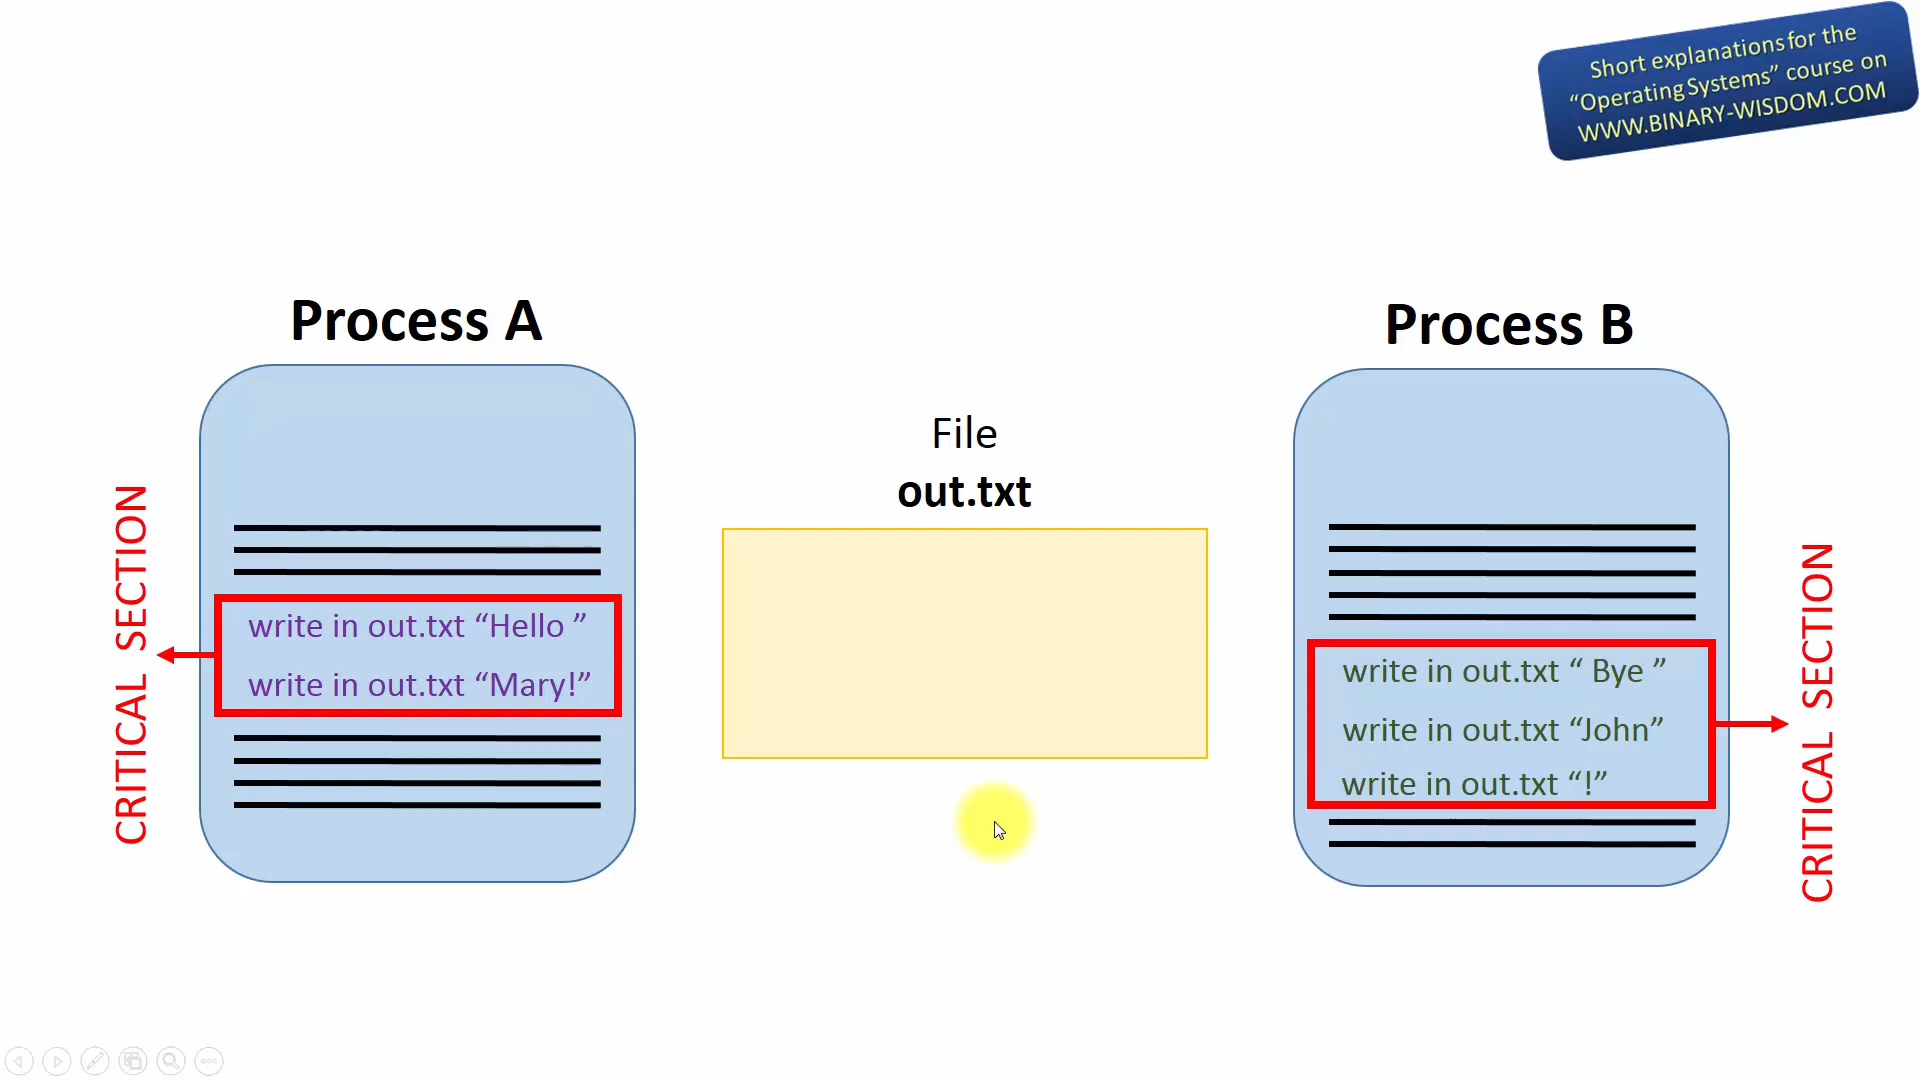 Short explanations for the
“Operating Systems” course on
WWW.BINARY-WISDOM.COM
Process A
Process B
File
out.txt
CRITICAL SECTION
write in out.txt “Hello ”
write in out.txt “Mary!”
write in out.txt “ Bye ”
write in out.txt “John”
write in out.txt “!”
CRITICAL SECTION